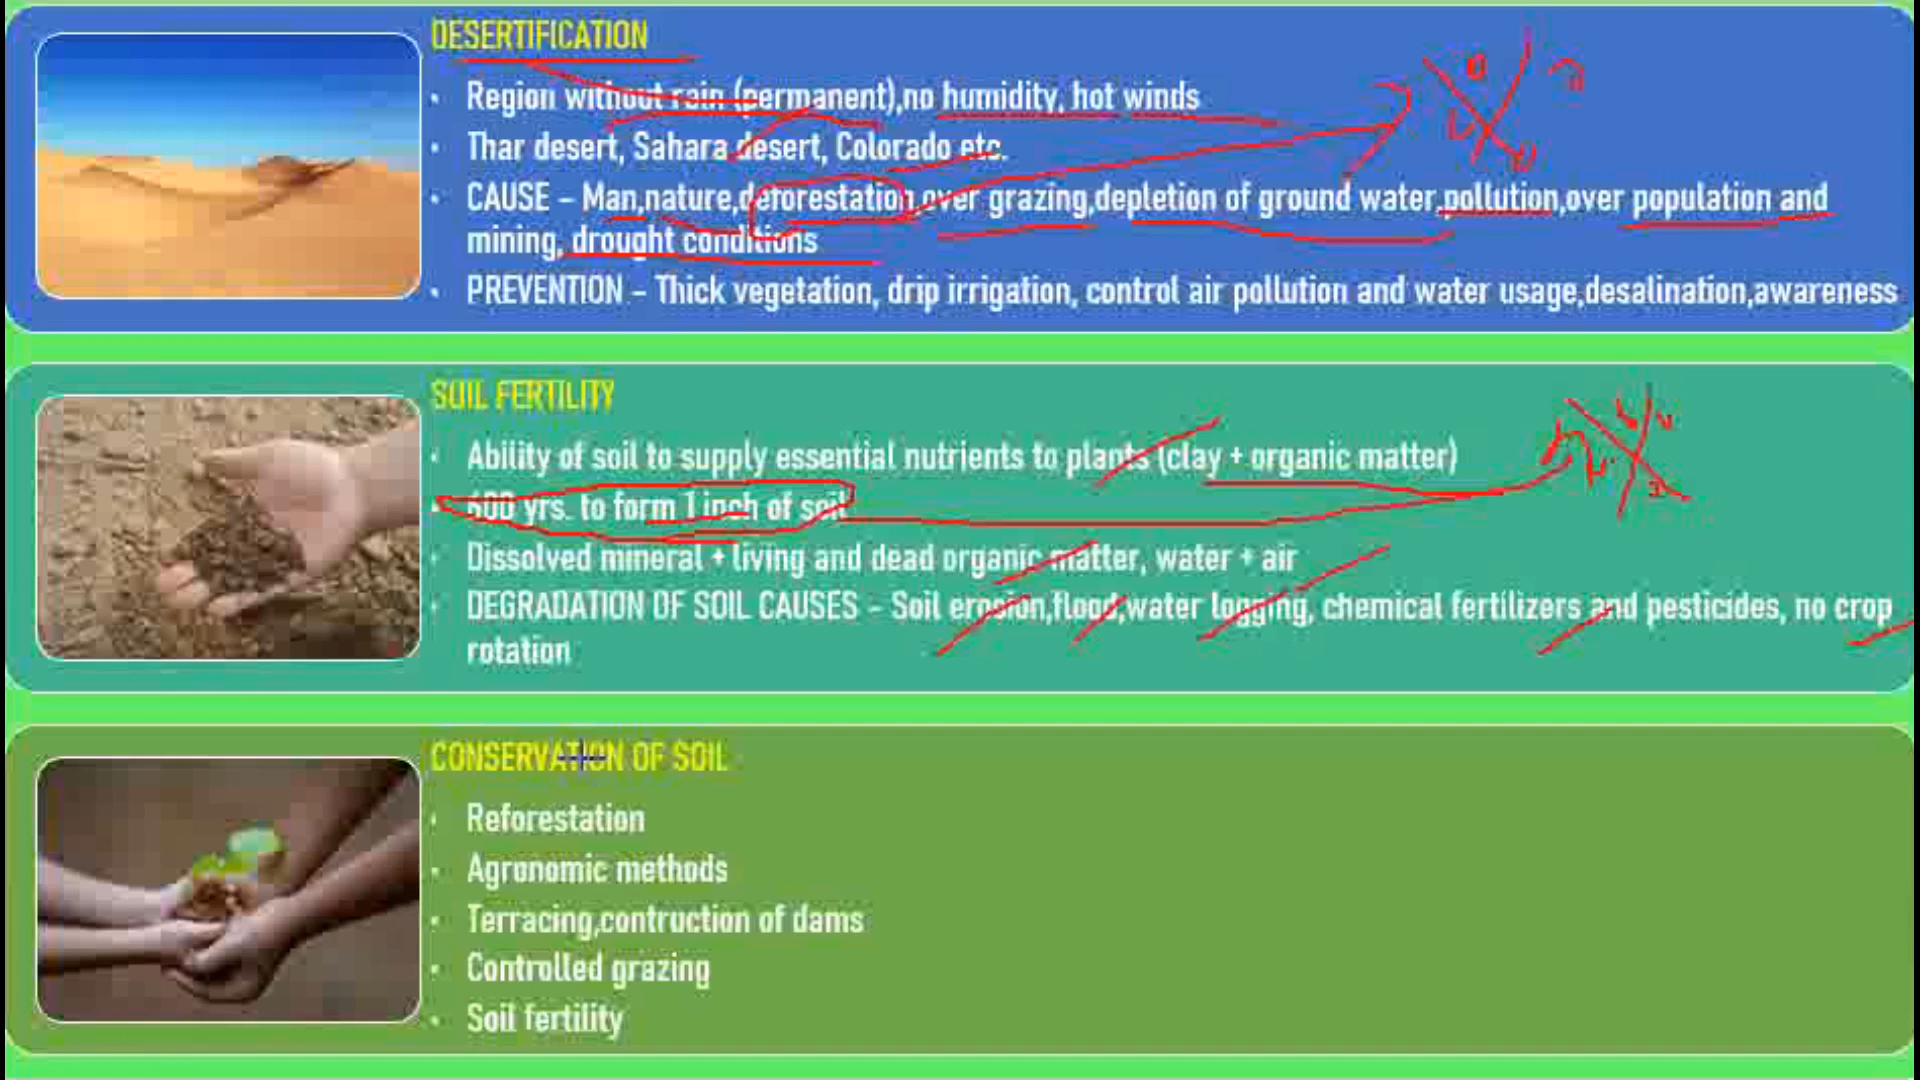 DESERTIFICATION
• Region without rain (permanent),no humidity, hot winds
• Thar desert, Sahara desert, Colorado etc.
• CAUSE – Man,nature,deforestation,over grazing,depletion of ground water,pollution,over population and
mining, drought conditions
• PREVENTION – Thick vegetation, drip irrigation, control air pollution and water usage,desalination,awareness
SOIL FERTILITY
• Ability of soil to supply essential nutrients to plants (clay + organic matter)
• 600 yrs. to form 1 inch of soil
• Dissolved mineral + living and dead organic matter, water + air
• DEGRADATION OF SOIL CAUSES – Soil erosion,flood,water logging, chemical fertilizers and pesticides, no crop
rotation
CONSERVATION OF SOIL
• Reforestation
• Agronomic methods
• Terracing,contruction of dams
• Controlled grazing
• Soil fertility